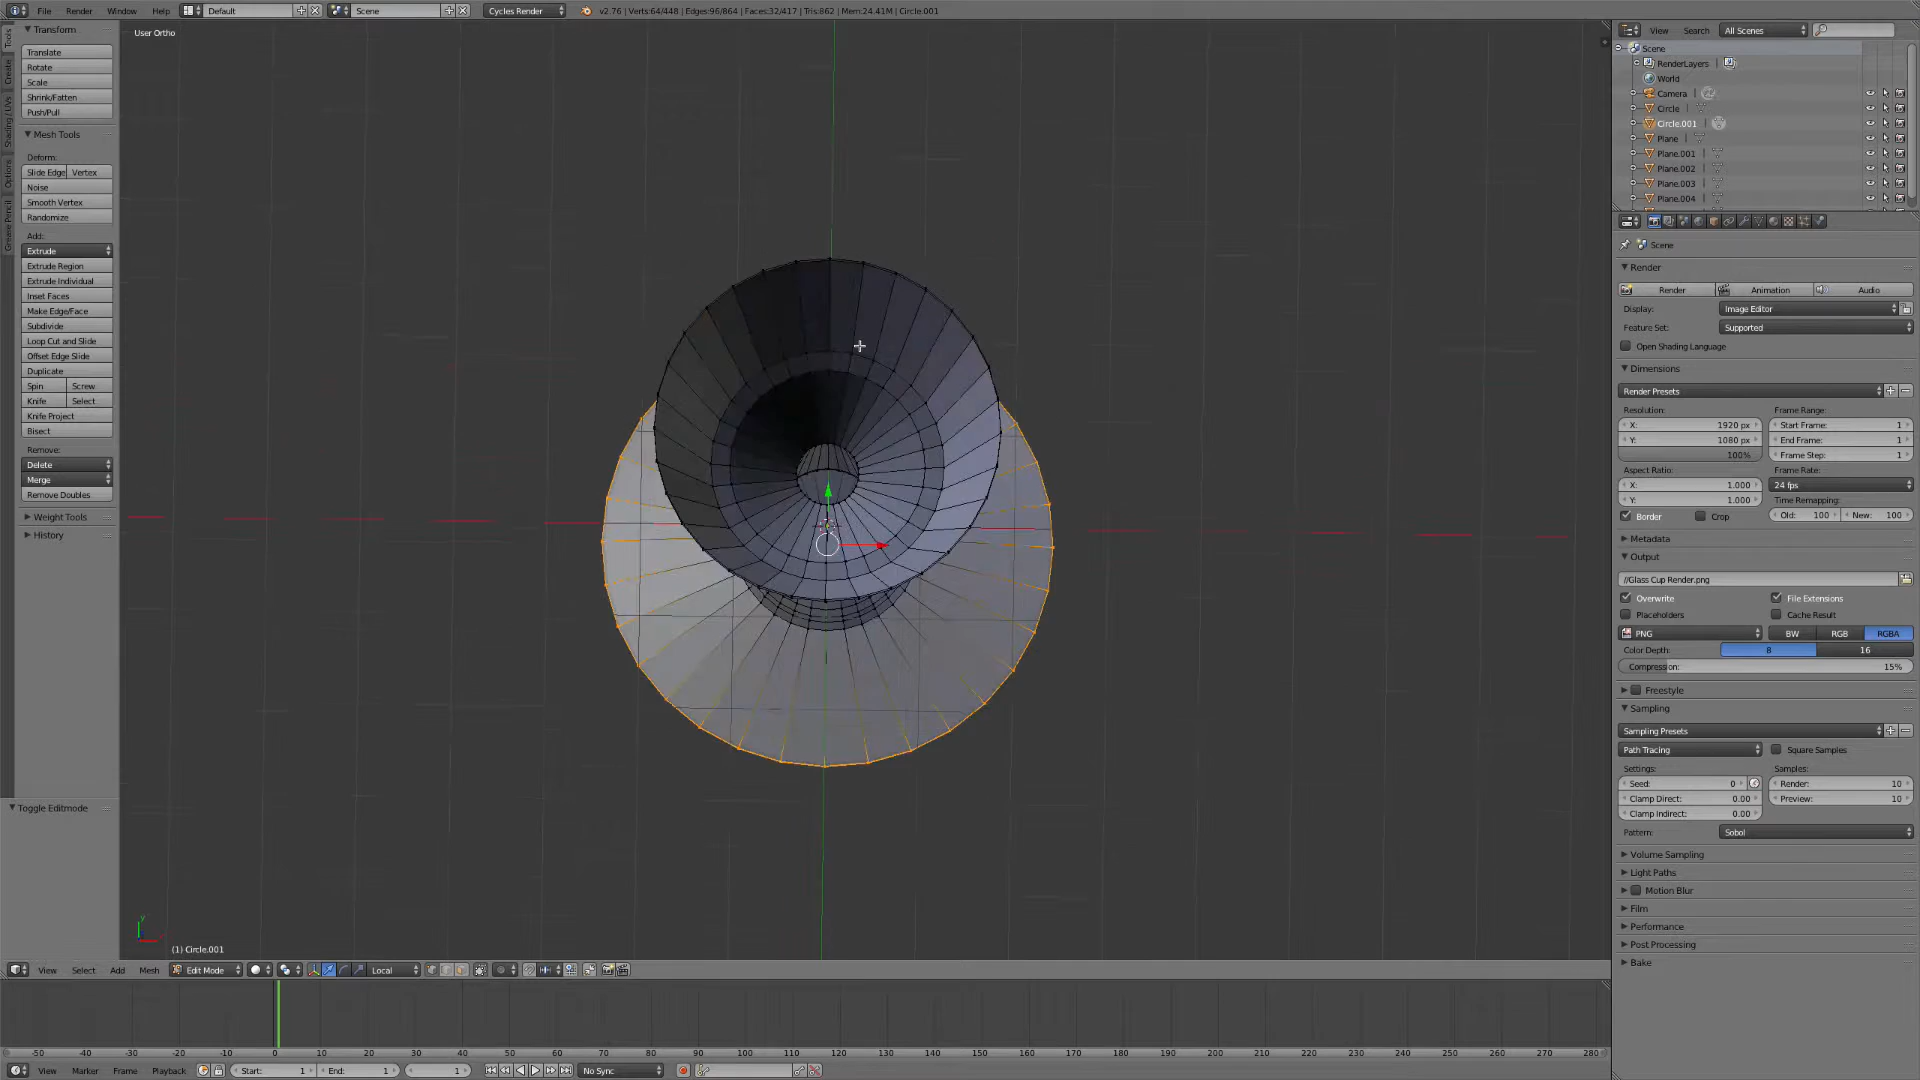 File Render Window Help Default Scene Cycles Render v2.76 | Verts:64/448 | Edges:96/864 | Faces:32/417 | Tris:862 | Mem:24.41M | Circle.001
Tools
Create
Shading / UVs
Options
Grease Pencil
Transform
Translate
Rotate
Scale
Shrink/Fatten
Push/Pull
Mesh Tools
Deform:
Slide Edge Vertex
Noise
Smooth Vertex
Randomize
Add:
Extrude
Extrude Region
Extrude Individual
Inset Faces
Make Edge/Face
Subdivide
Loop Cut and Slide
Offset Edge Slide
Duplicate
Spin Screw
Knife Select
Knife Project
Bisect
Remove:
Delete
Merge
Remove Doubles
Weight Tools
History
Toggle Editmode
User Ortho
(1) Circle.001
View Select Add Mesh Edit Mode Local
-50 -40 -30 -20 -10 0 10 20 30 40 50 60 70 80 90 100 110 120 130 140 150 160 170 180 190 200 210 220 230 240 250 260 270 280
View Marker Frame Playback Start: 1 End: 1 1 No Sync
View Search All Scenes
Scene
RenderLayers
World
Camera
Circle
Circle.001
Plane
Plane.001
Plane.002
Plane.003
Plane.004
Scene
Render
Render Animation Audio
Display: Image Editor
Feature Set: Supported
Open Shading Language
Dimensions
Render Presets
Resolution: Frame Range:
X: 1920 px Start Frame: 1
Y: 1080 px End Frame: 1
100% Frame Step: 1
Aspect Ratio: Frame Rate:
X: 1.000 24 fps
Y: 1.000 Time Remapping:
Border Crop Old: 100 New: 100
Metadata
Output
//Glass Cup Render.png
Overwrite File Extensions
Placeholders Cache Result
PNG BW RGB RGBA
Color Depth: 8 16
Compression: 15%
Freestyle
Sampling
Sampling Presets
Path Tracing Square Samples
Settings: Samples:
Seed: 0 Render: 10
Clamp Direct: 0.00 Preview: 10
Clamp Indirect: 0.00
Pattern: Sobol
Volume Sampling
Light Paths
Motion Blur
Film
Performance
Post Processing
Bake